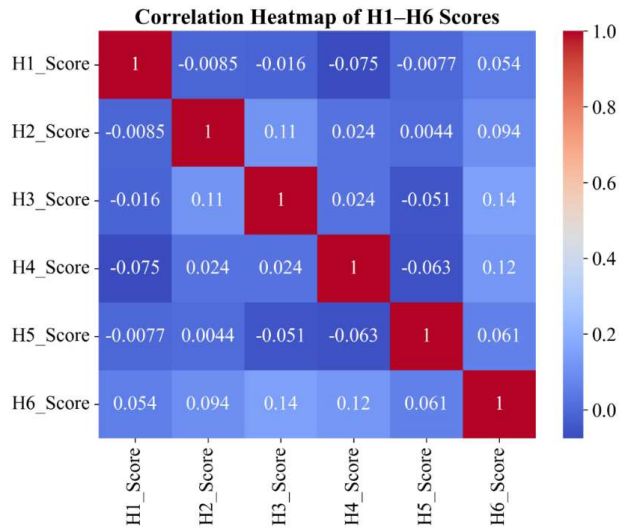 Correlation Heatmap of H1–H6 Scores
H1_Score 1 -0.0085 -0.016 -0.075 -0.0077 0.054
H2_Score -0.0085 1 0.11 0.024 0.0044 0.094
H3_Score -0.016 0.11 1 0.024 -0.051 0.14
H4_Score -0.075 0.024 0.024 1 -0.063 0.12
H5_Score -0.0077 0.0044 -0.051 -0.063 1 0.061
H6_Score 0.054 0.094 0.14 0.12 0.061 1
H1_Score H2_Score H3_Score H4_Score H5_Score H6_Score
1.0
0.8
0.6
0.4
0.2
0.0